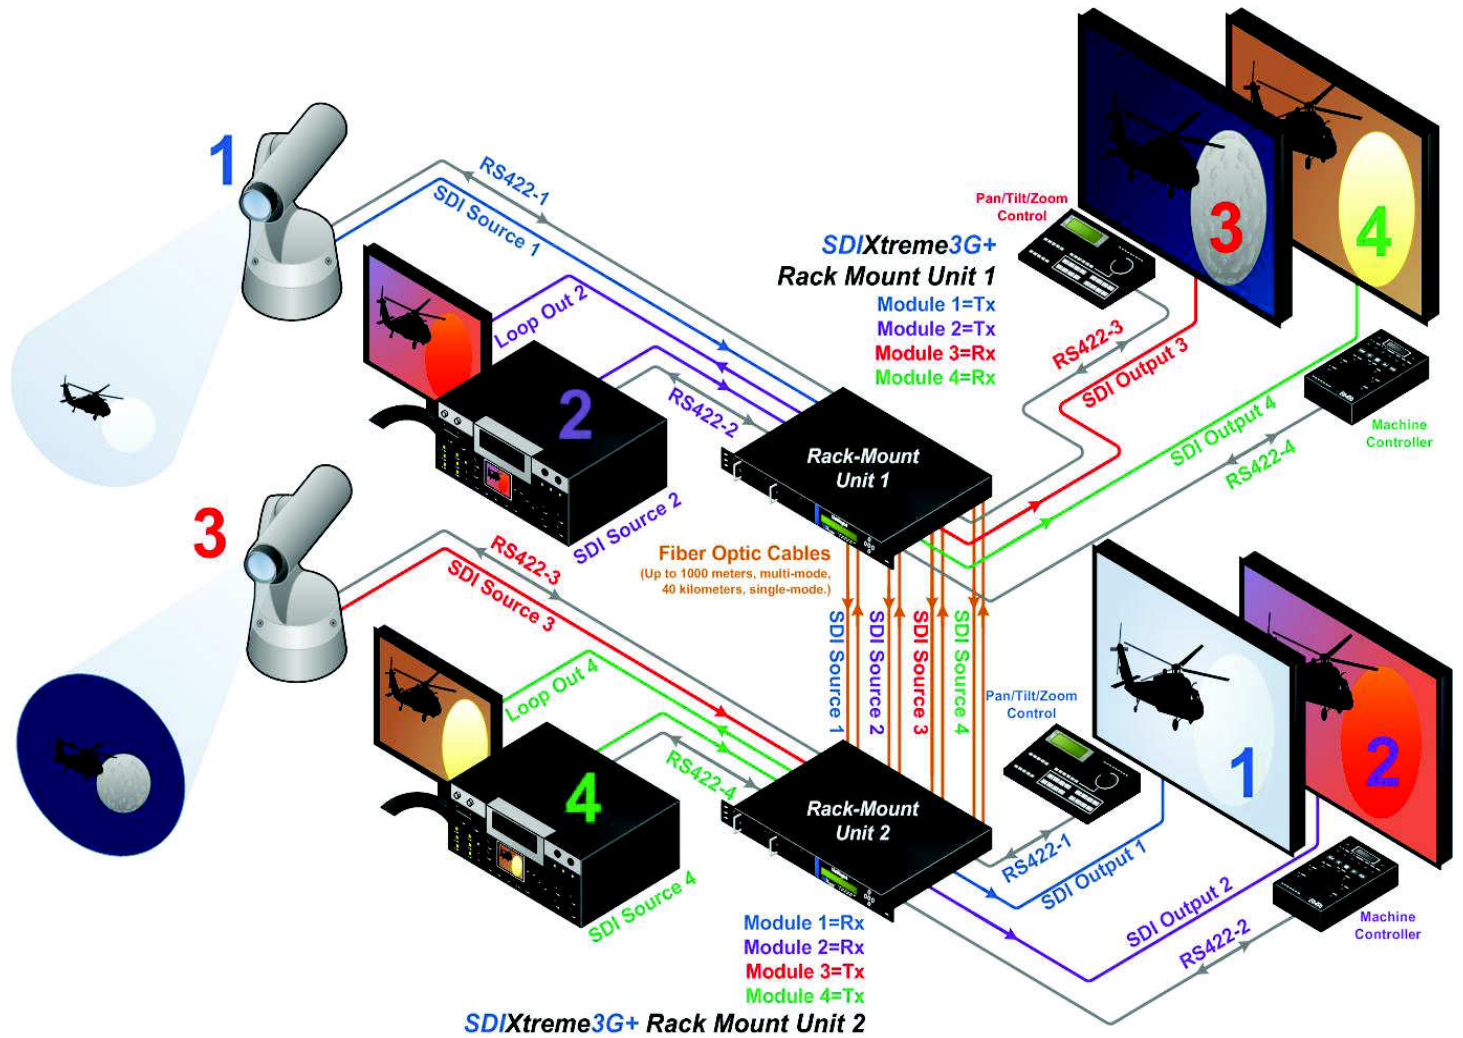 1
RS422-1
SDI Source 1
Loop Out 2
2
RS422-2
SDI Source 2
SDIXtreme3G+
Rack Mount Unit 1
Module 1=Tx
Module 2=Tx
Module 3=Rx
Module 4=Rx
Pan/Tilt/Zoom
Control
3
4
RS422-3
SDI Output 3
SDI Output 4
RS422-4
Machine
Controller
Rack-Mount
Unit 1
3
RS422-3
SDI Source 3
Loop Out 4
4
RS422-4
SDI Source 4
Fiber Optic Cables
(Up to 1000 meters, multi-mode,
40 kilometers, single-mode.)
SDI Source 1
SDI Source 2
SDI Source 3
SDI Source 4
Pan/Tilt/Zoom
Control
1
2
Rack-Mount
Unit 2
RS422-1
SDI Output 1
SDI Output 2
RS422-2
Machine
Controller
Module 1=Rx
Module 2=Rx
Module 3=Tx
Module 4=Tx
SDIXtreme3G+ Rack Mount Unit 2